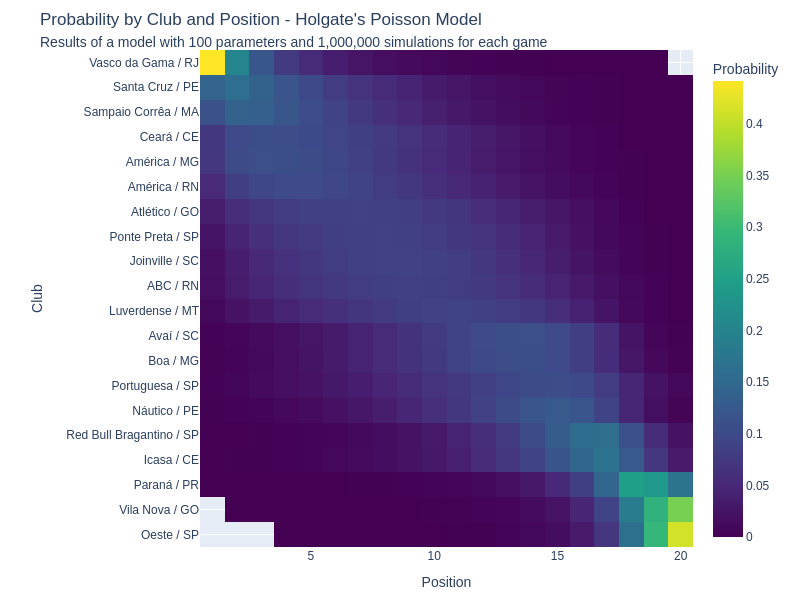 Probability by Club and Position - Holgate's Poisson Model
Results of a model with 100 parameters and 1,000,000 simulations for each game
Probability
Vasco da Gama / RJ
Santa Cruz / PE
Sampaio Corrêa / MA
Ceará / CE
América / MG
América / RN
Atlético / GO
Ponte Preta / SP
Joinville / SC
ABC / RN
Luverdense / MT
Avaí / SC
Boa / MG
Portuguesa / SP
Náutico / PE
Red Bull Bragantino / SP
Icasa / CE
Paraná / PR
Vila Nova / GO
Oeste / SP
Club
5
10
15
20
Position
0.4
0.35
0.3
0.25
0.2
0.15
0.1
0.05
0